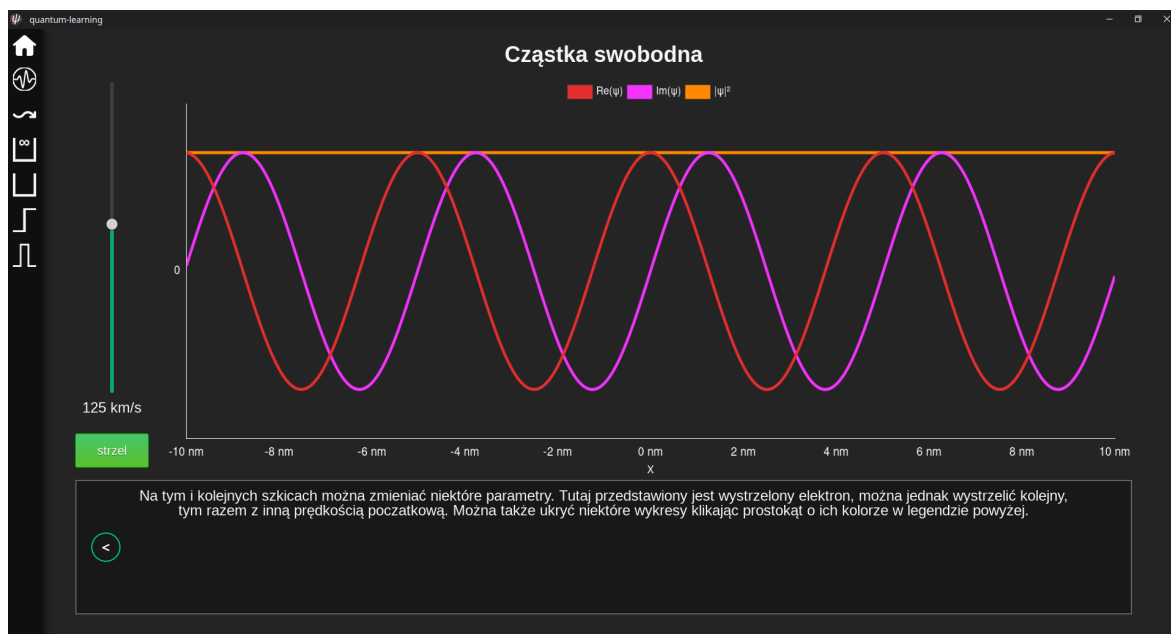 quantum-learning
Cząstka swobodna
Re(ψ) Im(ψ) |ψ|²
∞
0
125 km/s
strzel
-10 nm -8 nm -6 nm -4 nm -2 nm 0 nm 2 nm 4 nm 6 nm 8 nm 10 nm
X
Na tym i kolejnych szkicach można zmieniać niektóre parametry. Tutaj przedstawiony jest wystrzelony elektron, można jednak wystrzelić kolejny,
tym razem z inną prędkością początkową. Można także ukryć niektóre wykresy klikając prostokąt o ich kolorze w legendzie powyżej.
<